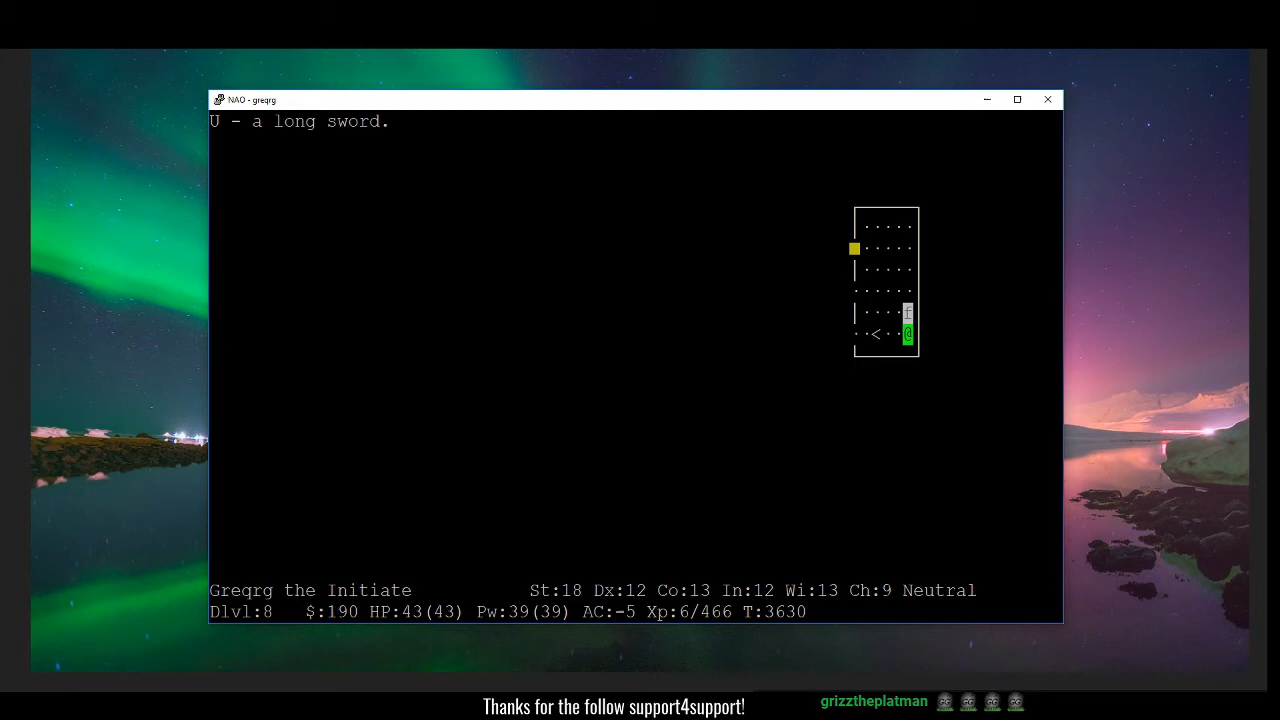 NAO - greqrg
U - a long sword.
. . . . .
. . . . .
. . . . .
. . . . . .
. . . . f
. . < . . @
Greqrg the Initiate St:18 Dx:12 Co:13 In:12 Wi:13 Ch:9 Neutral
Dlvl:8 $:190 HP:43(43) Pw:39(39) AC:-5 Xp:6/466 T:3630
Thanks for the follow support4support!
grizztheplatman